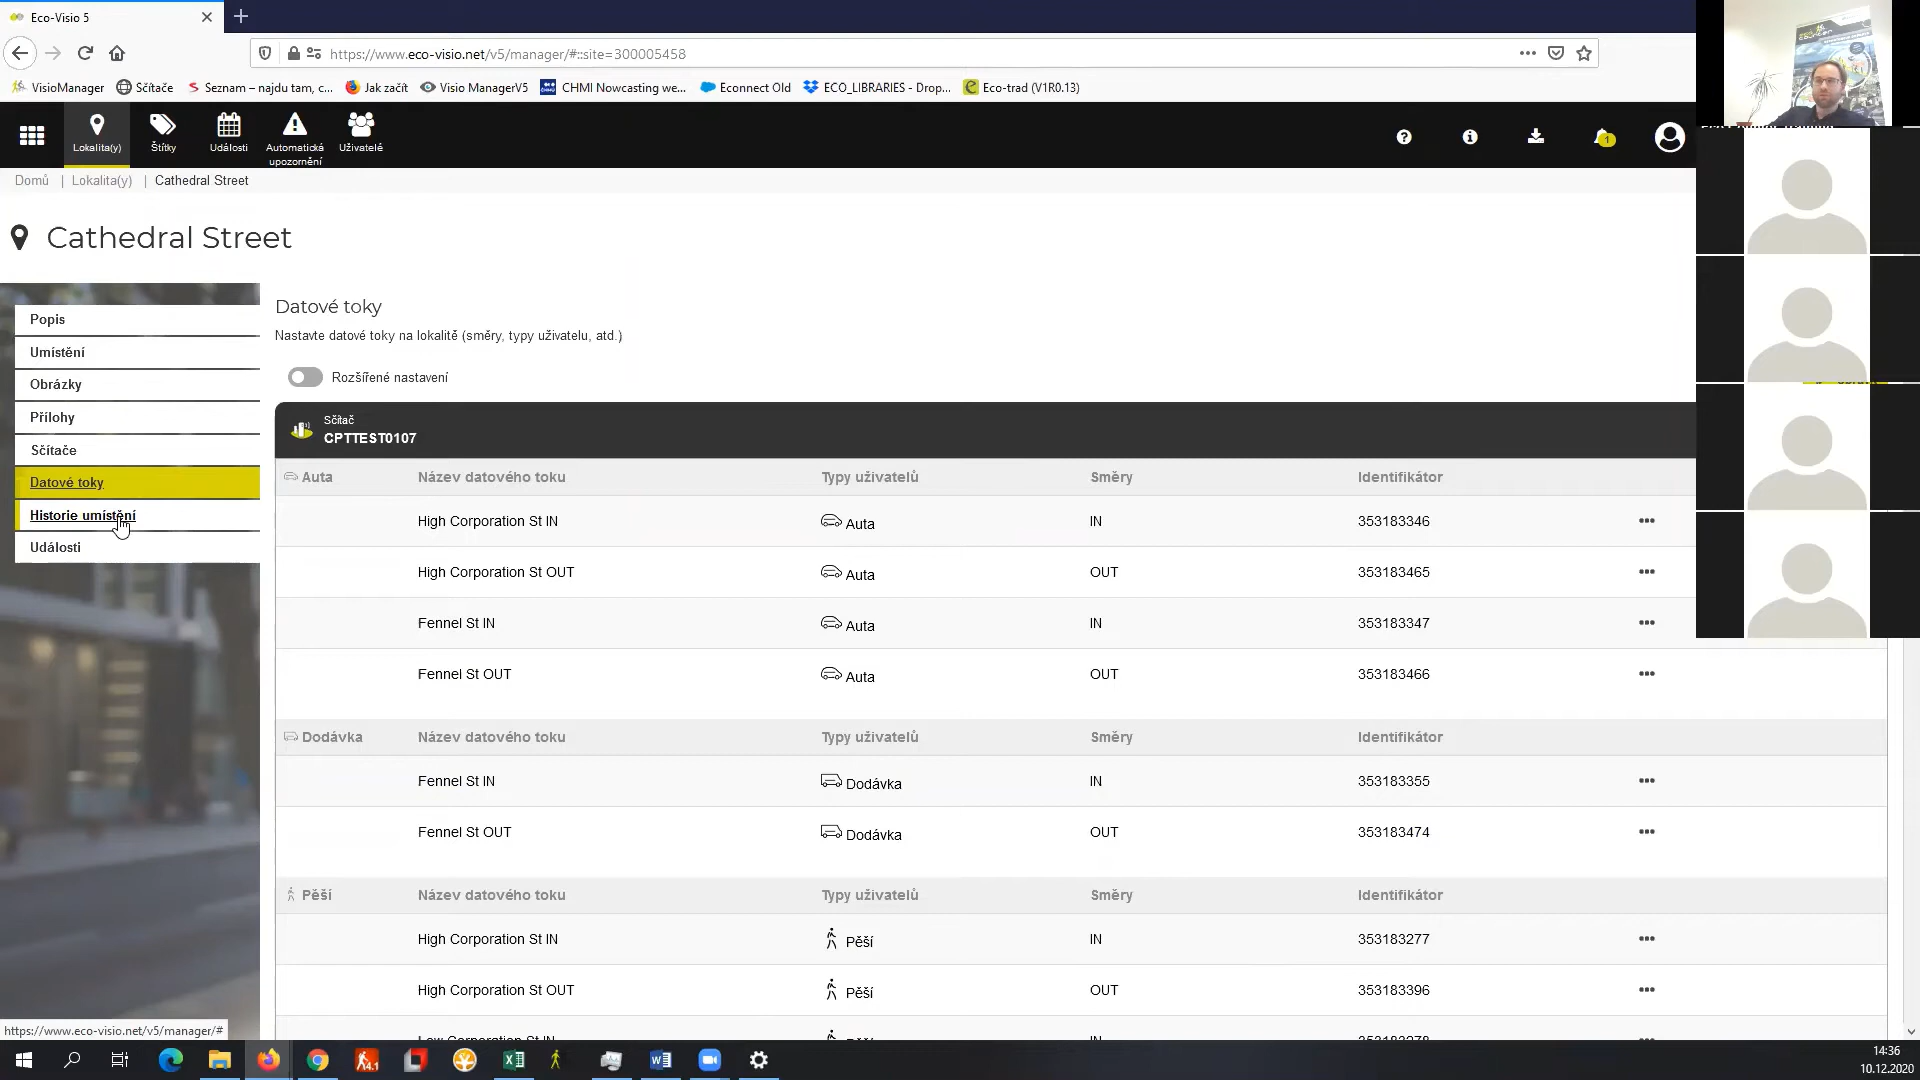 Eco-Visio 5
https://www.eco-visio.net/v5/manager/#::site=300005458
VisioManager
Sčítače
Seznam – najdu tam, c...
Jak začít
Visio ManagerV5
CHMI Nowcasting we...
Econnect Old
ECO_LIBRARIES - Drop...
Eco-trad (V1R0.13)
Lokalita(y)
Štítky
Události
Automatická
upozornění
Uživatelé
1
Domů | Lokalita(y) | Cathedral Street
Cathedral Street
Popis
Umístění
Obrázky
Přílohy
Sčítače
Datové toky
Historie umístění
Události
Datové toky
Nastavte datové toky na lokalitě (směry, typy uživatelu, atd.)
Rozšířené nastavení
Sčítač
CPTTEST0107
Auta Název datového toku Typy uživatelů Směry Identifikátor
High Corporation St IN Auta IN 353183346
High Corporation St OUT Auta OUT 353183465
Fennel St IN Auta IN 353183347
Fennel St OUT Auta OUT 353183466
Dodávka Název datového toku Typy uživatelů Směry Identifikátor
Fennel St IN Dodávka IN 353183355
Fennel St OUT Dodávka OUT 353183474
Pěší Název datového toku Typy uživatelů Směry Identifikátor
High Corporation St IN Pěší IN 353183277
High Corporation St OUT Pěší OUT 353183396
https://www.eco-visio.net/v5/manager/#
14:36
10.12.2020